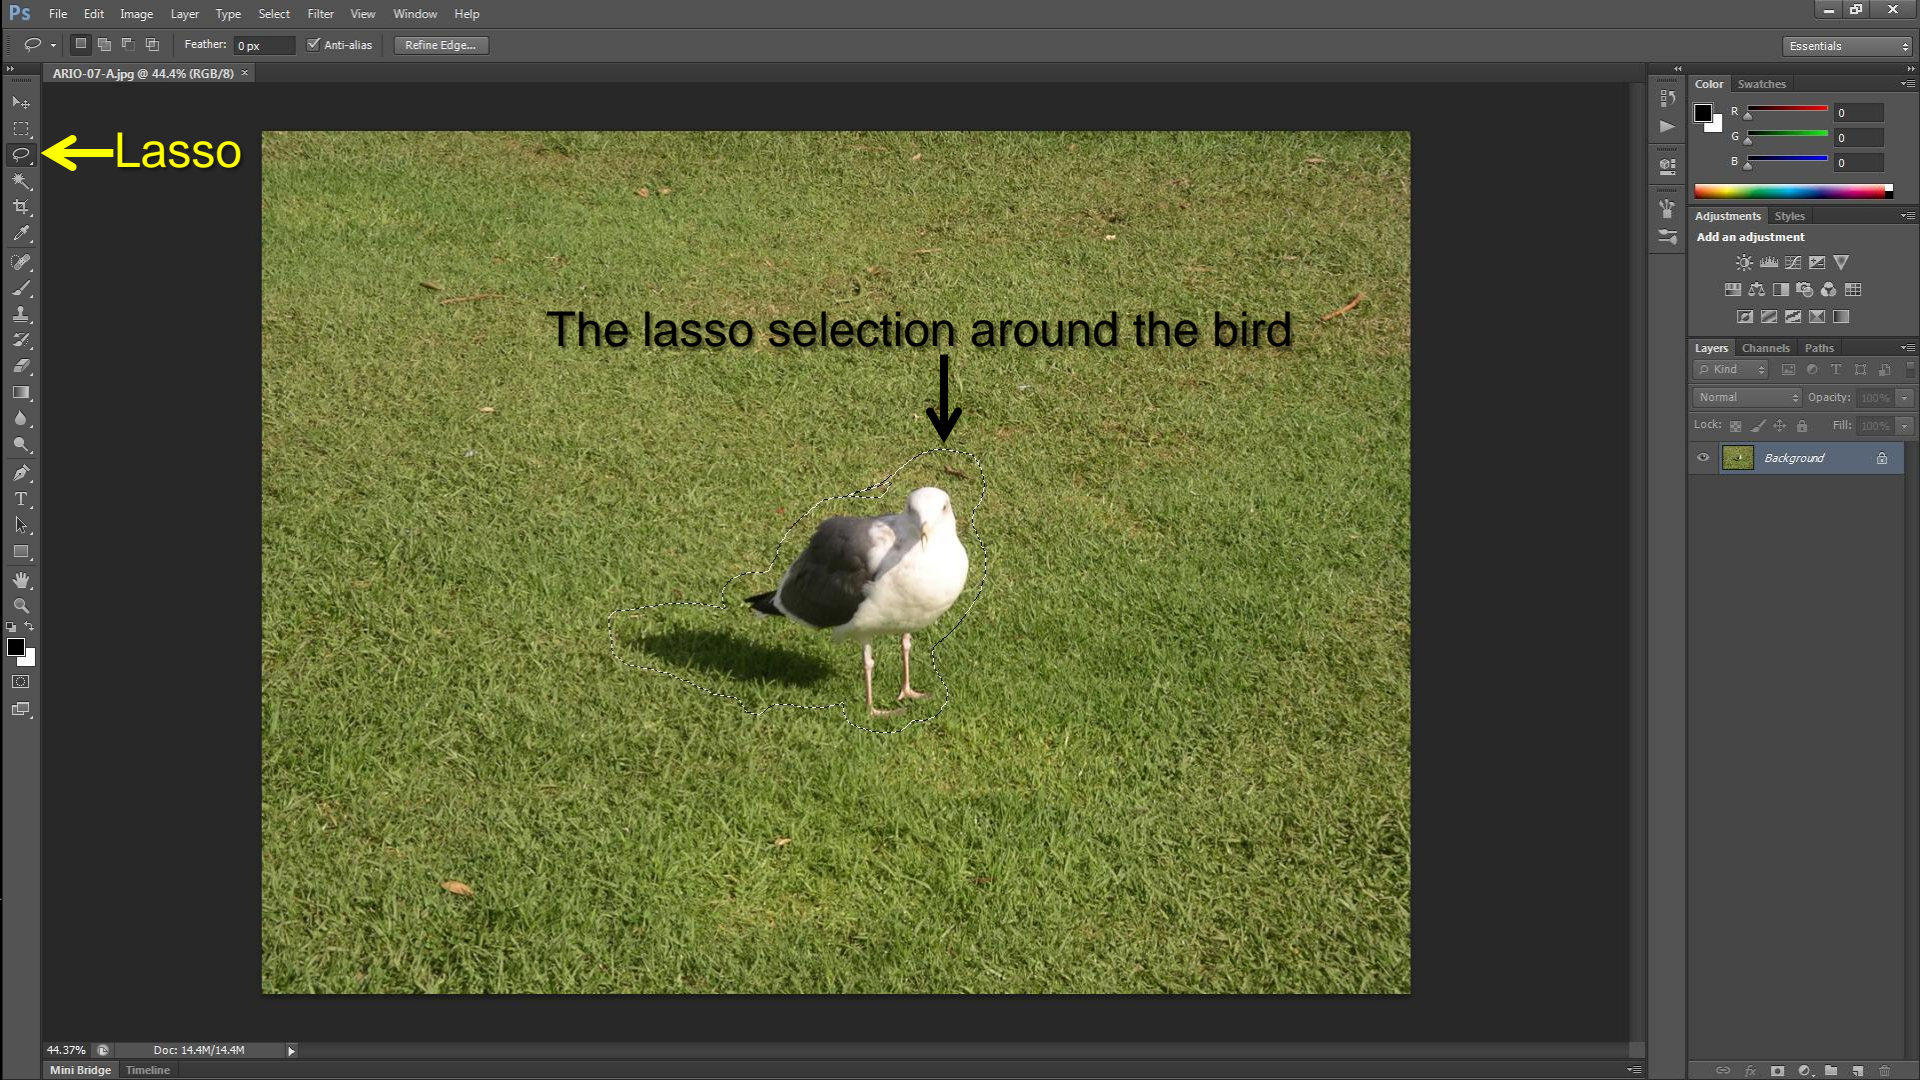 Ps File Edit Image Layer Type Select Filter View Window Help
Feather: 0 px Anti-alias Refine Edge... Essentials
ARIO-07-A.jpg @ 44.4% (RGB/8) ×
Color Swatches
R 0
G 0
B 0
Lasso
Adjustments Styles
Add an adjustment
The lasso selection around the bird
Layers Channels Paths
Kind
Normal Opacity: 100%
Lock: Fill: 100%
Background
44.37% Doc: 14.4M/14.4M
Mini Bridge Timeline